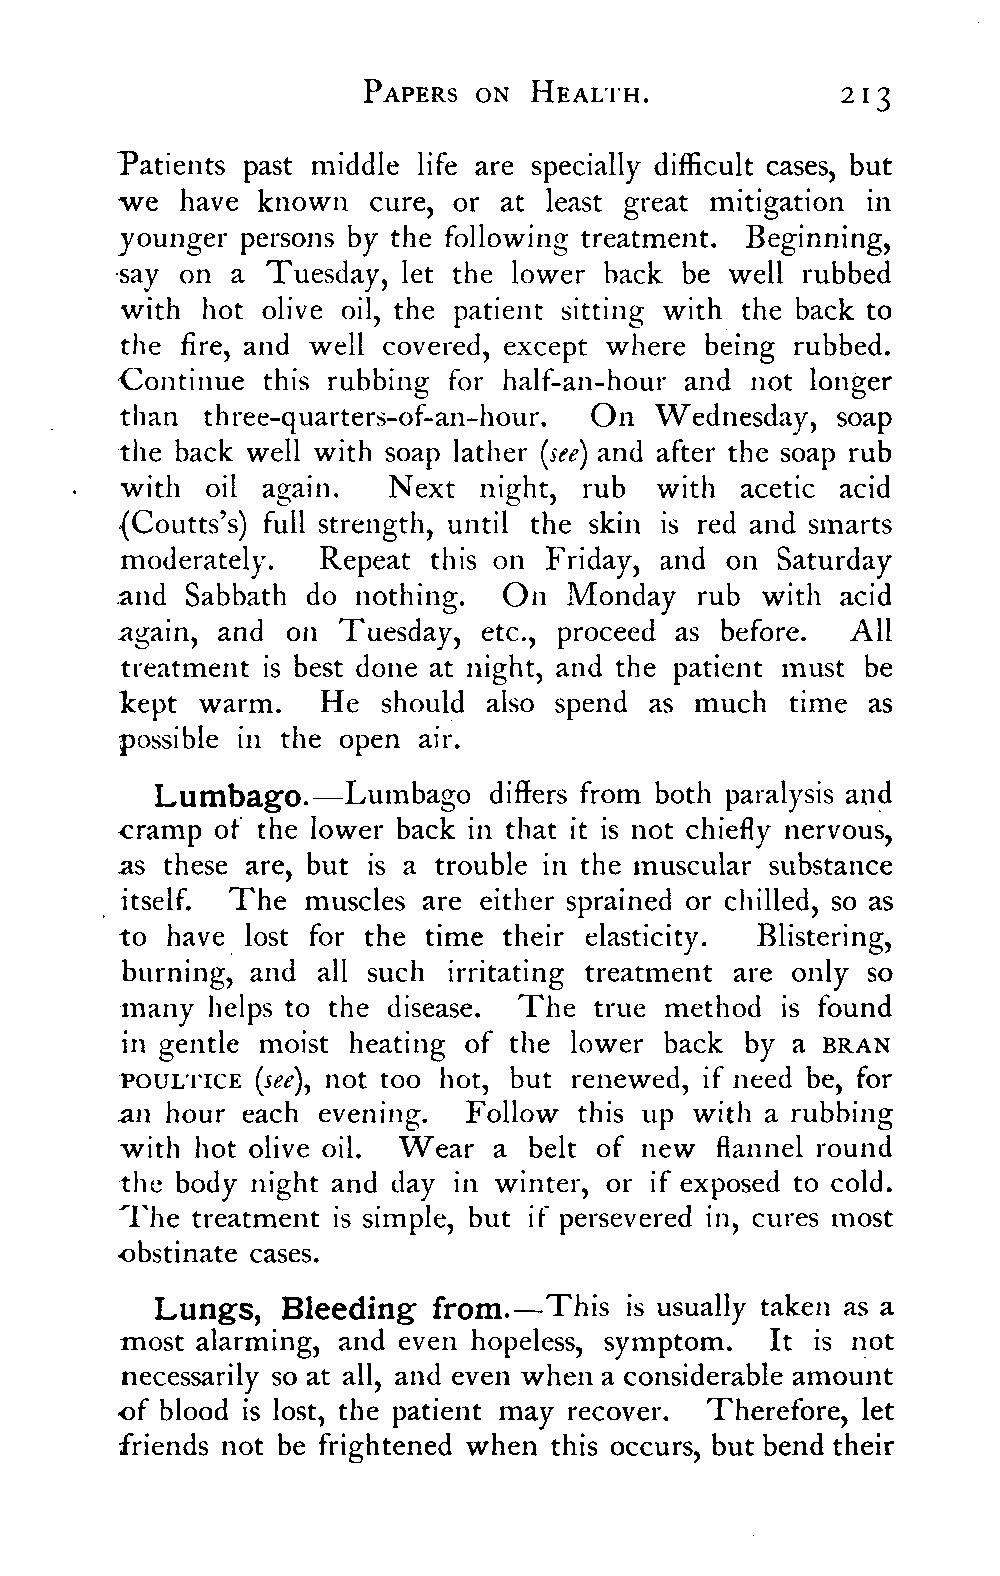 PAPERS ON HEALTH. 213
Patients past middle life are specially difficult cases, but
we have known cure, or at least great mitigation in
younger persons by the following treatment. Beginning,
say on a Tuesday, let the lower back be well rubbed
with hot olive oil, the patient sitting with the back to
the fire, and well covered, except where being rubbed.
Continue this rubbing for half-an-hour and not longer
than three-quarters-of-an-hour. On Wednesday, soap
the back well with soap lather (see) and after the soap rub
with oil again. Next night, rub with acetic acid
(Coutts's) full strength, until the skin is red and smarts
moderately. Repeat this on Friday, and on Saturday
and Sabbath do nothing. On Monday rub with acid
again, and on Tuesday, etc., proceed as before. All
treatment is best done at night, and the patient must be
kept warm. He should also spend as much time as
possible in the open air.
Lumbago.—Lumbago differs from both paralysis and
cramp of the lower back in that it is not chiefly nervous,
as these are, but is a trouble in the muscular substance
itself. The muscles are either sprained or chilled, so as
to have lost for the time their elasticity. Blistering,
burning, and all such irritating treatment are only so
many helps to the disease. The true method is found
in gentle moist heating of the lower back by a BRAN
POULTICE (see), not too hot, but renewed, if need be, for
an hour each evening. Follow this up with a rubbing
with hot olive oil. Wear a belt of new flannel round
the body night and day in winter, or if exposed to cold.
The treatment is simple, but if persevered in, cures most
obstinate cases.
Lungs, Bleeding from.—This is usually taken as a
most alarming, and even hopeless, symptom. It is not
necessarily so at all, and even when a considerable amount
of blood is lost, the patient may recover. Therefore, let
friends not be frightened when this occurs, but bend their